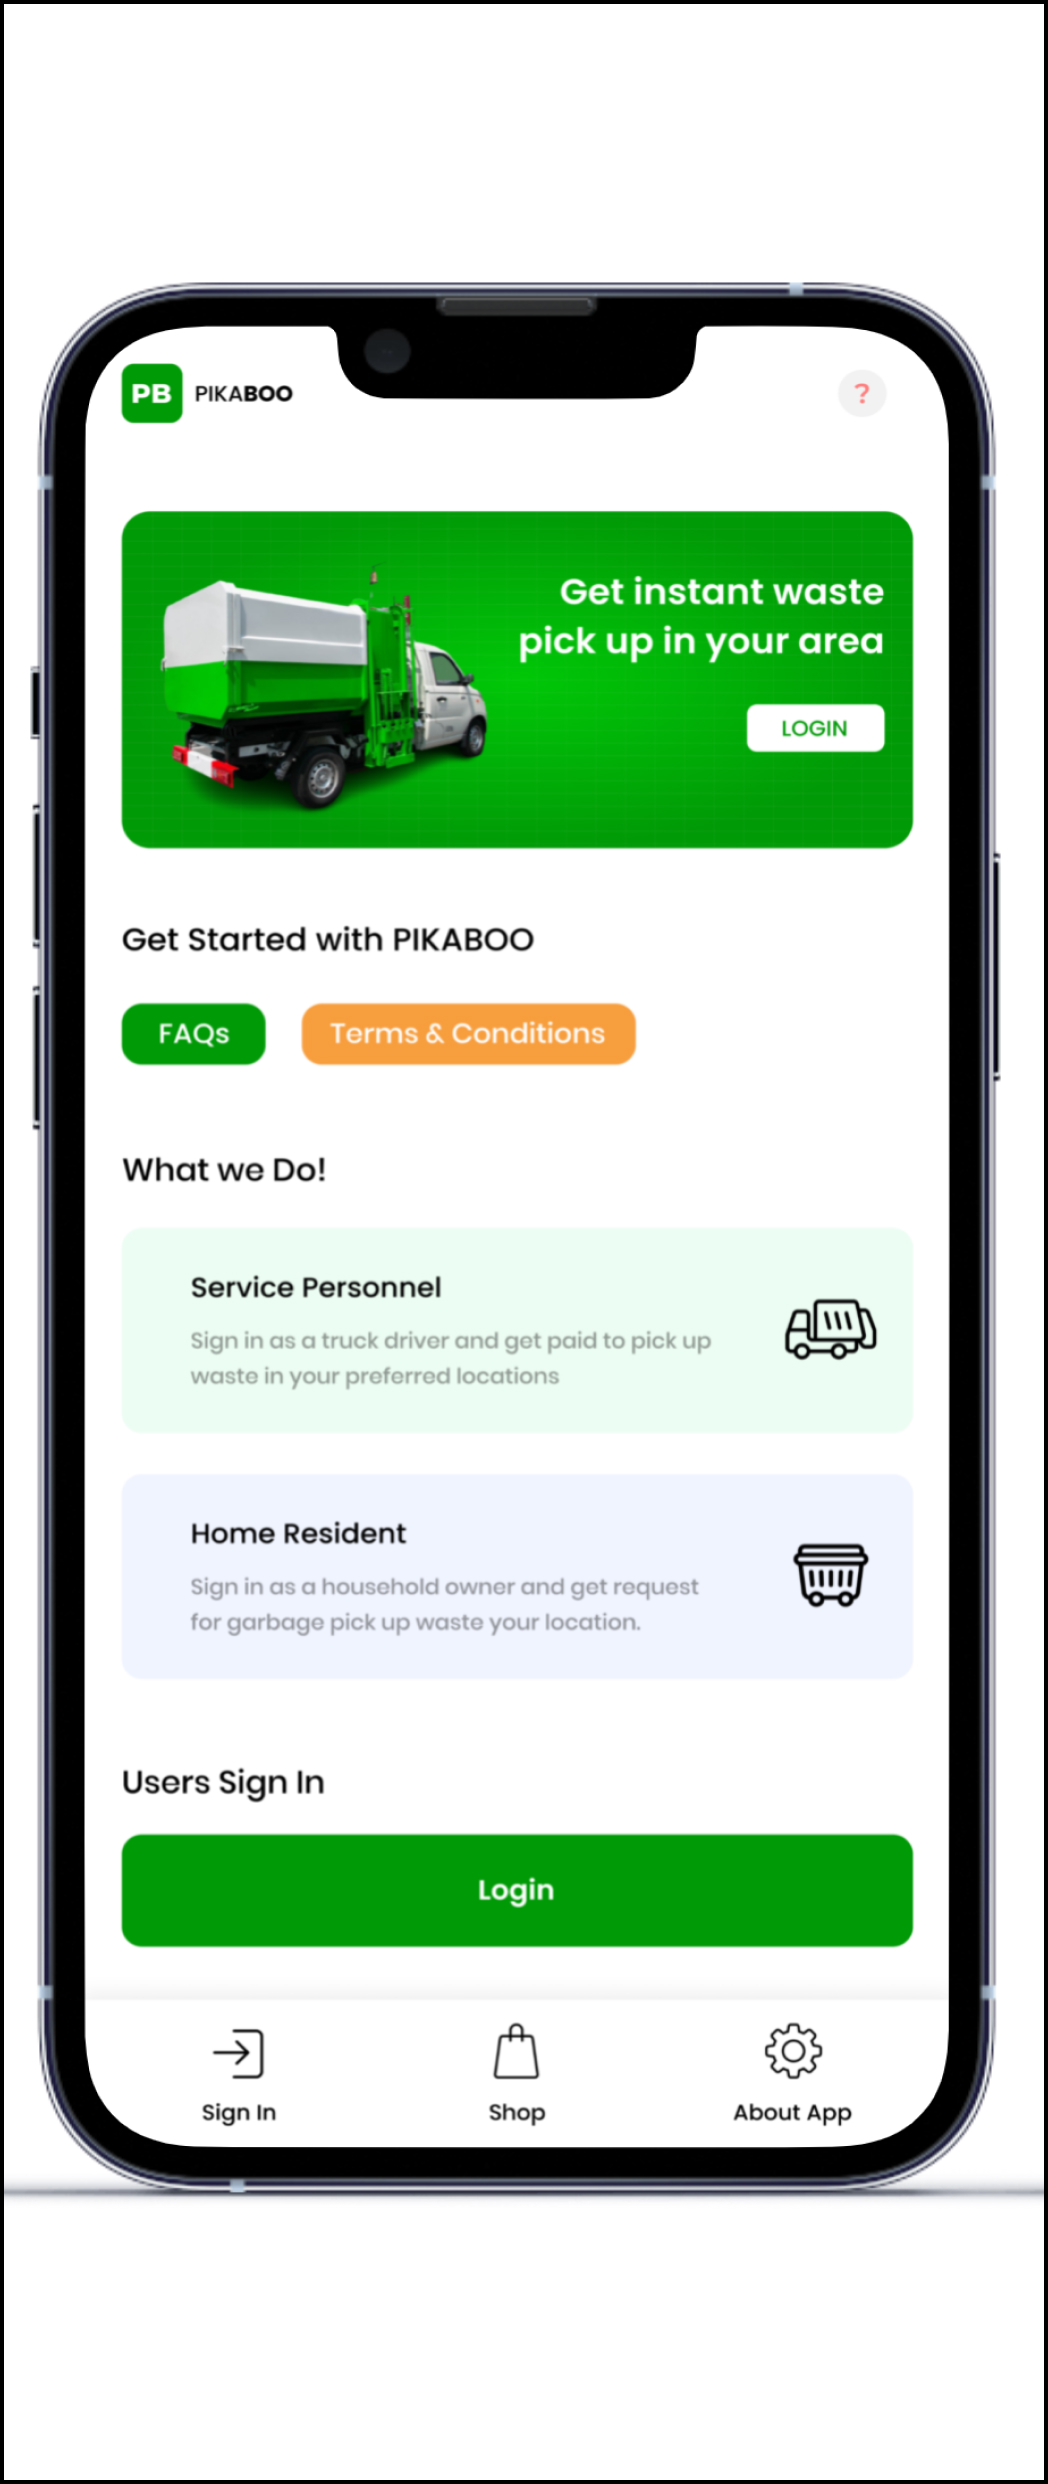 PB PIKABOO
?
Get instant waste
pick up in your area
LOGIN
Get Started with PIKABOO
FAQs
Terms & Conditions
What we Do!
Service Personnel
Sign in as a truck driver and get paid to pick up
waste in your preferred locations
Home Resident
Sign in as a household owner and get request
for garbage pick up waste your location.
Users Sign In
Login
Sign In
Shop
About App